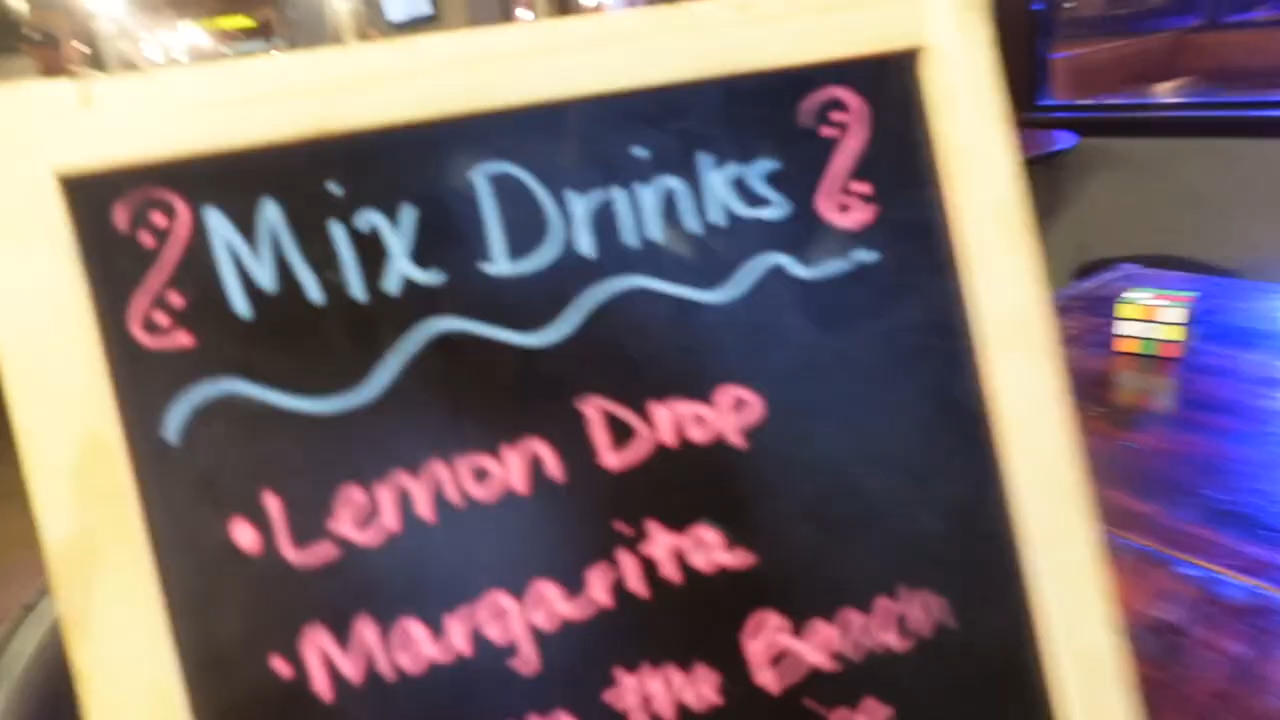 Mix Drinks
• Lemon Drop
• Margarita
the Beach